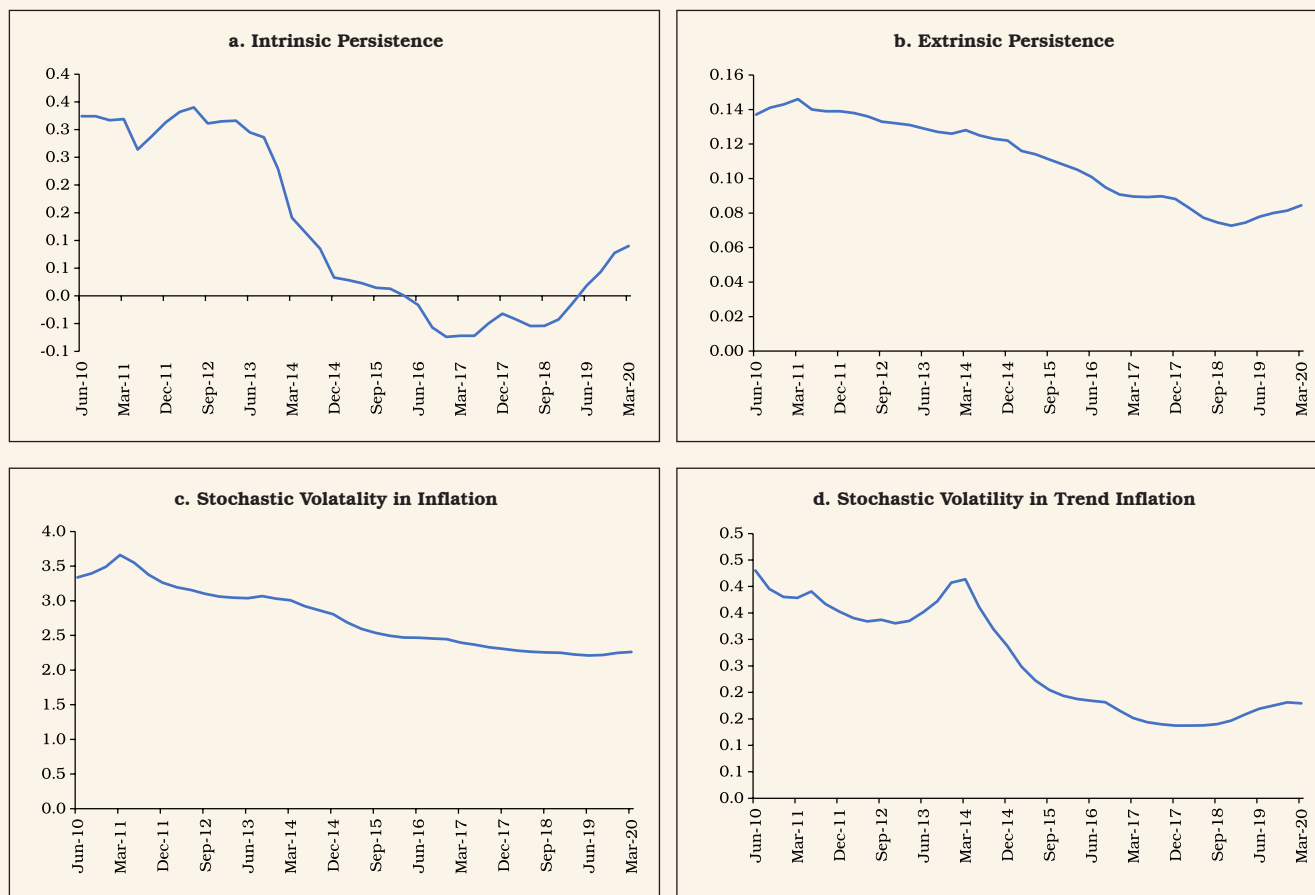 a. Intrinsic Persistence
0.4
0.4
0.3
0.3
0.2
0.2
0.1
0.1
0.0
-0.1
-0.1
Jun-10
Mar-11
Dec-11
Sep-12
Jun-13
Mar-14
Dec-14
Sep-15
Jun-16
Mar-17
Dec-17
Sep-18
Jun-19
Mar-20
b. Extrinsic Persistence
0.16
0.14
0.12
0.10
0.08
0.06
0.04
0.02
0.00
Jun-10
Mar-11
Dec-11
Sep-12
Jun-13
Mar-14
Dec-14
Sep-15
Jun-16
Mar-17
Dec-17
Sep-18
Jun-19
Mar-20
c. Stochastic Volatality in Inflation
4.0
3.5
3.0
2.5
2.0
1.5
1.0
0.5
0.0
Jun-10
Mar-11
Dec-11
Sep-12
Jun-13
Mar-14
Dec-14
Sep-15
Jun-16
Mar-17
Dec-17
Sep-18
Jun-19
Mar-20
d. Stochastic Volatility in Trend Inflation
0.5
0.5
0.4
0.4
0.3
0.3
0.2
0.2
0.1
0.1
0.0
Jun-10
Mar-11
Dec-11
Sep-12
Jun-13
Mar-14
Dec-14
Sep-15
Jun-16
Mar-17
Dec-17
Sep-18
Jun-19
Mar-20